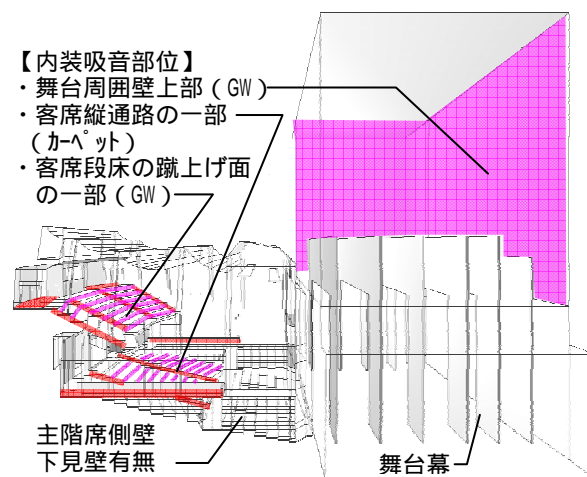 【内装吸音部位】
・舞台周囲壁上部（GW）
・客席縦通路の一部
（カーペット）
・客席段床の蹴上げ面
の一部（GW）
主階席側壁
下見壁有無
舞台幕